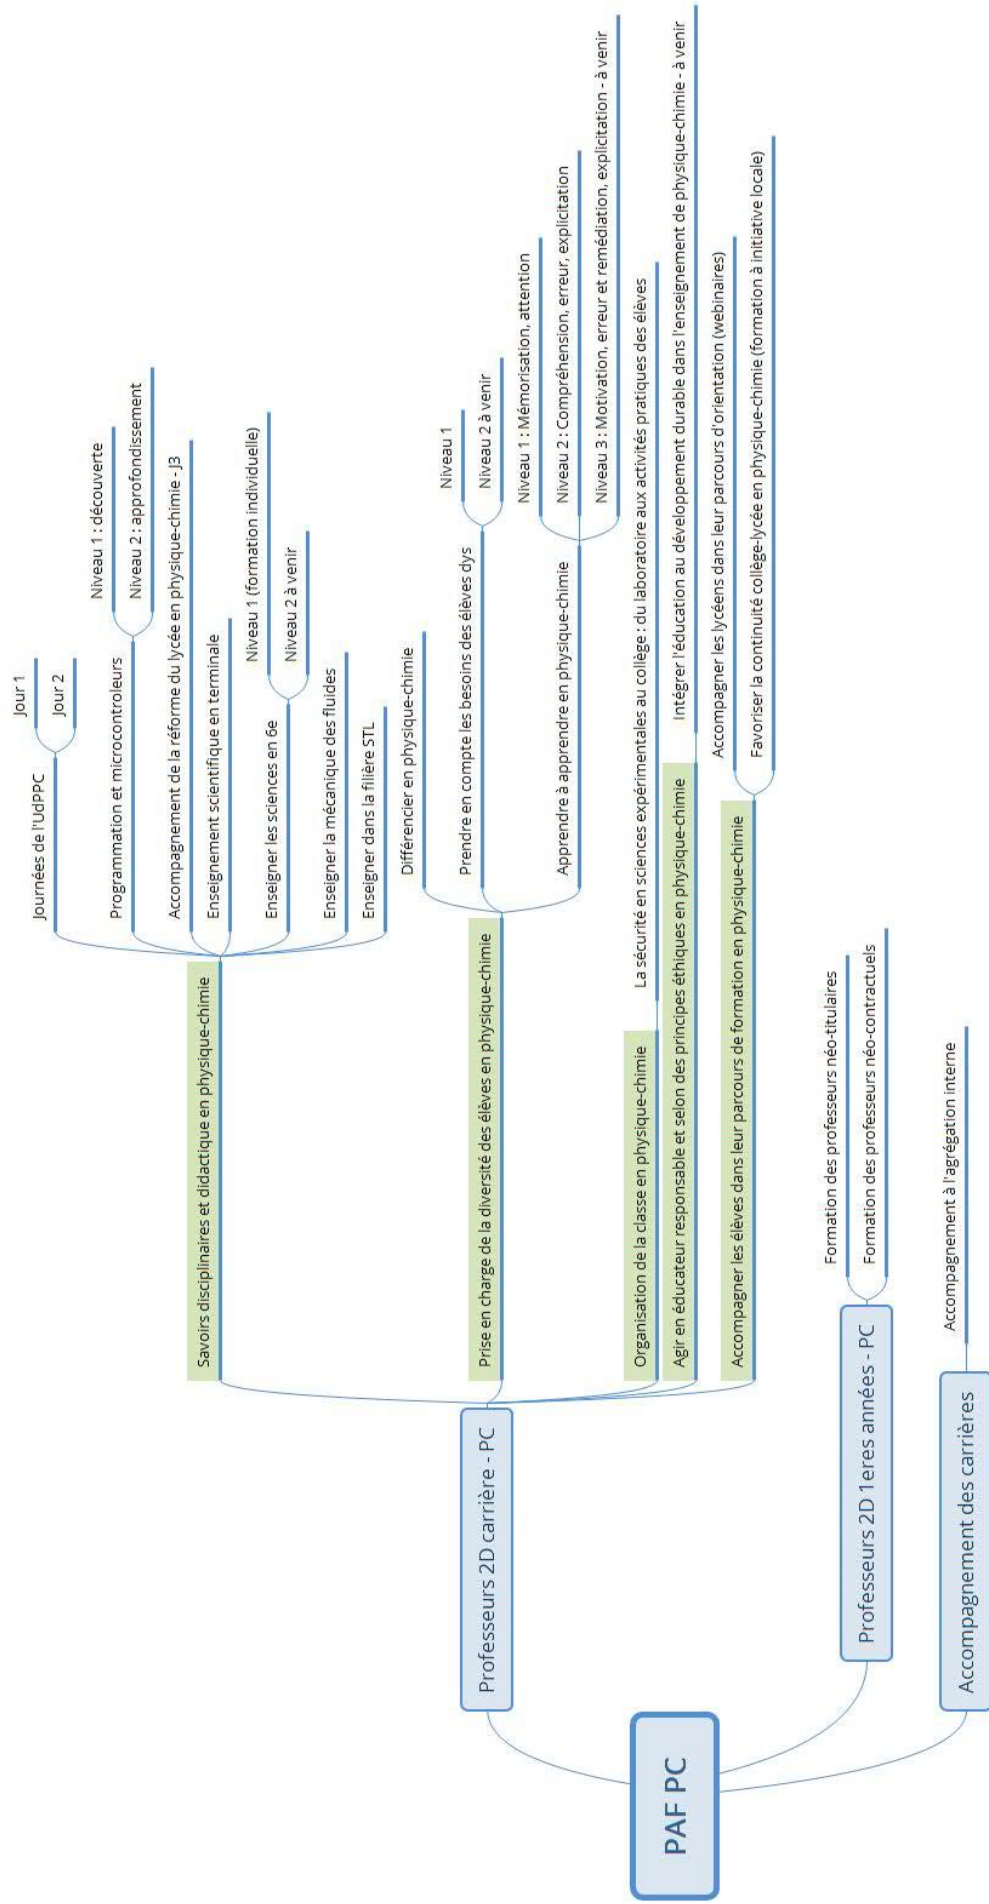 PAF PC
Professeurs 2D carrière - PC
Savoirs disciplinaires et didactique en physique-chimie
Journées de l'UdPPC
Jour 1
Jour 2
Programmation et microcontroleurs
Niveau 1 : découverte
Niveau 2 : approfondissement
Accompagnement de la réforme du lycée en physique-chimie - J3
Enseignement scientifique en terminale
Enseigner les sciences en 6e
Niveau 1 (formation individuelle)
Niveau 2 à venir
Enseigner la mécanique des fluides
Enseigner dans la filière STL
Prise en charge de la diversité des élèves en physique-chimie
Différencier en physique-chimie
Prendre en compte les besoins des élèves dys
Niveau 1
Niveau 2 à venir
Apprendre à apprendre en physique-chimie
Niveau 1 : Mémorisation, attention
Niveau 2 : Compréhension, erreur, explicitation
Niveau 3 : Motivation, erreur et remédiation, explicitation - à venir
Organisation de la classe en physique-chimie
La sécurité en sciences expérimentales au collège : du laboratoire aux activités pratiques des élèves
Agir en éducateur responsable et selon des principes éthiques en physique-chimie
Intégrer l'éducation au développement durable dans l'enseignement de physique-chimie - à venir
Accompagner les élèves dans leur parcours de formation en physique-chimie
Accompagner les lycéens dans leur parcours d'orientation (webinaires)
Favoriser la continuité collège-lycée en physique-chimie (formation à initiative locale)
Professeurs 2D 1eres années - PC
Formation des professeurs néo-titulaires
Formation des professeurs néo-contractuels
Accompagnement des carrières
Accompagnement à l'agrégation interne